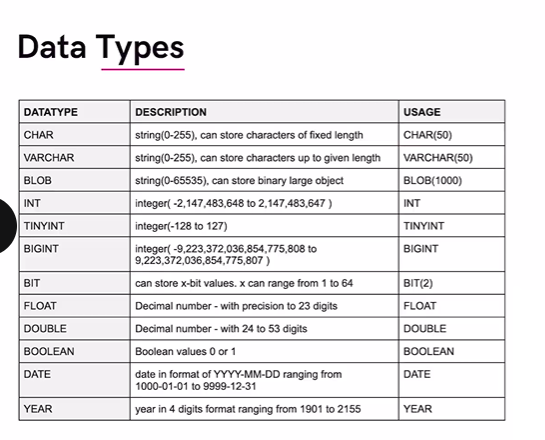 Data Types
DATATYPE DESCRIPTION USAGE
CHAR string(0-255), can store characters of fixed length CHAR(50)
VARCHAR string(0-255), can store characters up to given length VARCHAR(50)
BLOB string(0-65535), can store binary large object BLOB(1000)
INT integer( -2,147,483,648 to 2,147,483,647 ) INT
TINYINT integer(-128 to 127) TINYINT
BIGINT integer( -9,223,372,036,854,775,808 to BIGINT
9,223,372,036,854,775,807 )
BIT can store x-bit values. x can range from 1 to 64 BIT(2)
FLOAT Decimal number - with precision to 23 digits FLOAT
DOUBLE Decimal number - with 24 to 53 digits DOUBLE
BOOLEAN Boolean values 0 or 1 BOOLEAN
DATE date in format of YYYY-MM-DD ranging from DATE
1000-01-01 to 9999-12-31
YEAR year in 4 digits format ranging from 1901 to 2155 YEAR